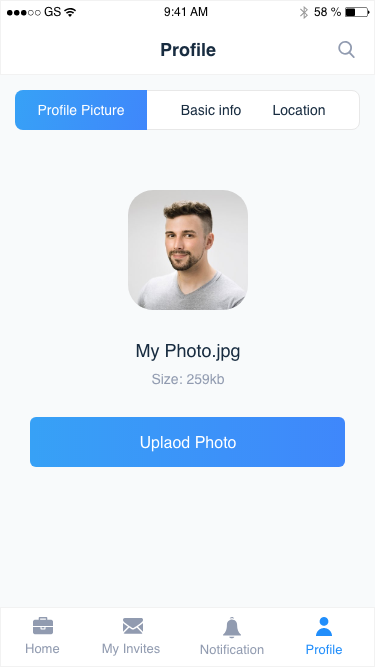 GS 9:41 AM 58 %
Profile
Profile Picture Basic info Location
My Photo.jpg
Size: 259kb
Uplaod Photo
Home My Invites Notification Profile